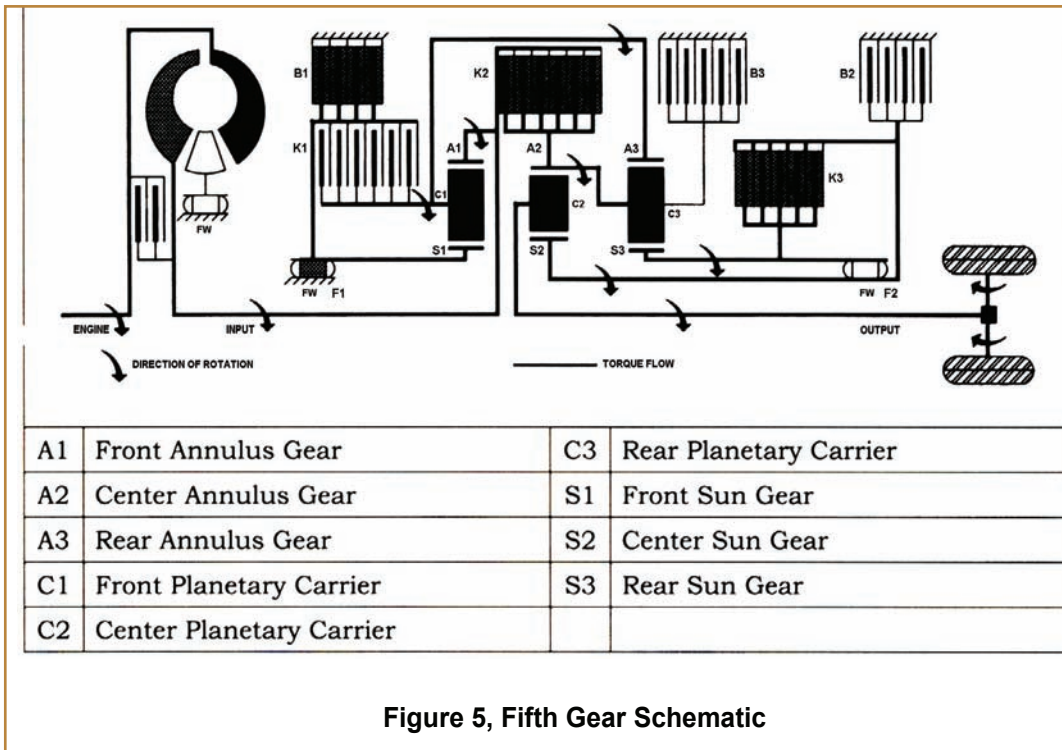 B1
K2
B3
B2
K1
A1
A2
A3
K3
C1
C2
C3
FW
S1
S2
S3
FW F1
FW F2
ENGINE
INPUT
OUTPUT
DIRECTION OF ROTATION
TORQUE FLOW
A1 Front Annulus Gear C3 Rear Planetary Carrier
A2 Center Annulus Gear S1 Front Sun Gear
A3 Rear Annulus Gear S2 Center Sun Gear
C1 Front Planetary Carrier S3 Rear Sun Gear
C2 Center Planetary Carrier
Figure 5, Fifth Gear Schematic